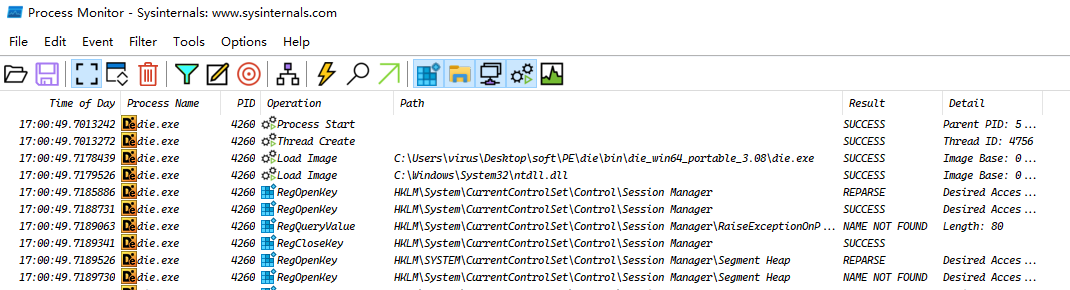 Process Monitor - Sysinternals: www.sysinternals.com
File Edit Event Filter Tools Options Help
Time of Day Process Name PID Operation Path Result Detail
17:00:49.7013242 die.exe 4260 Process Start SUCCESS Parent PID: 5...
17:00:49.7013272 die.exe 4260 Thread Create SUCCESS Thread ID: 4756
17:00:49.7178439 die.exe 4260 Load Image C:\Users\virus\Desktop\soft\PE\die\bin\die_win64_portable_3.08\die.exe SUCCESS Image Base: 0...
17:00:49.7179526 die.exe 4260 Load Image C:\Windows\System32\ntdll.dll SUCCESS Image Base: 0...
17:00:49.7185886 die.exe 4260 RegOpenKey HKLM\System\CurrentControlSet\Control\Session Manager REPARSE Desired Acces...
17:00:49.7188731 die.exe 4260 RegOpenKey HKLM\System\CurrentControlSet\Control\Session Manager SUCCESS Desired Acces...
17:00:49.7189063 die.exe 4260 RegQueryValue HKLM\System\CurrentControlSet\Control\Session Manager\RaiseExceptionOnP... NAME NOT FOUND Length: 80
17:00:49.7189341 die.exe 4260 RegCloseKey HKLM\System\CurrentControlSet\Control\Session Manager SUCCESS
17:00:49.7189526 die.exe 4260 RegOpenKey HKLM\SYSTEM\CurrentControlSet\Control\Session Manager\Segment Heap REPARSE Desired Acces...
17:00:49.7189730 die.exe 4260 RegOpenKey HKLM\System\CurrentControlSet\Control\Session Manager\Segment Heap NAME NOT FOUND Desired Acces...